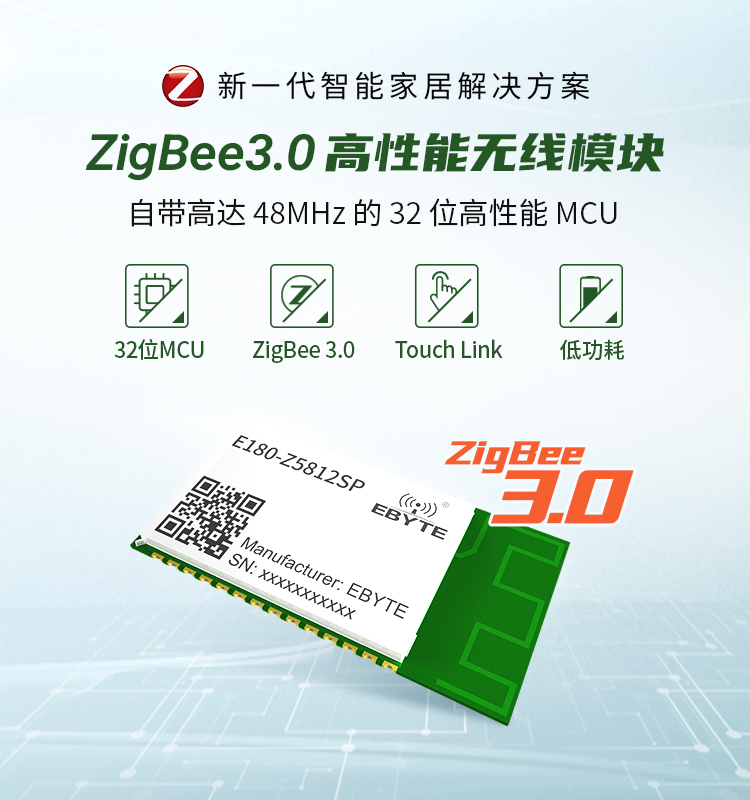 新一代智能家居解决方案
ZigBee3.0 高性能无线模块
自带高达 48MHz 的 32 位高性能 MCU
32位MCU
ZigBee 3.0
Touch Link
低功耗
ZigBee
3.0
E180-Z5812SP
EBYTE
®
Manufacturer: EBYTE
SN: xxxxxxxxxxxx